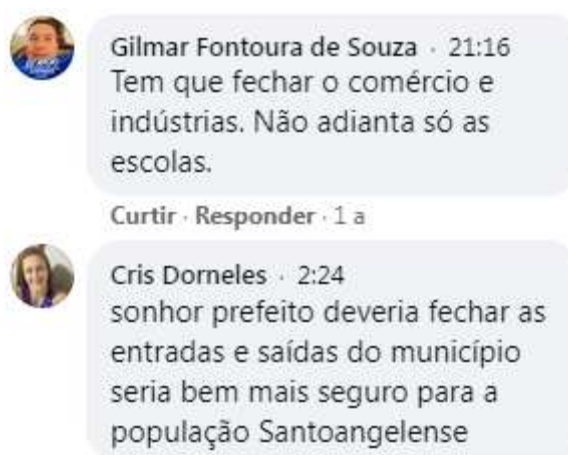 Gilmar Fontoura de Souza · 21:16
Tem que fechar o comércio e
indústrias. Não adianta só as
escolas.
Curtir · Responder · 1 a
Cris Dorneles · 2:24
sonhor prefeito deveria fechar as
entradas e saídas do município
seria bem mais seguro para a
população Santoangelense